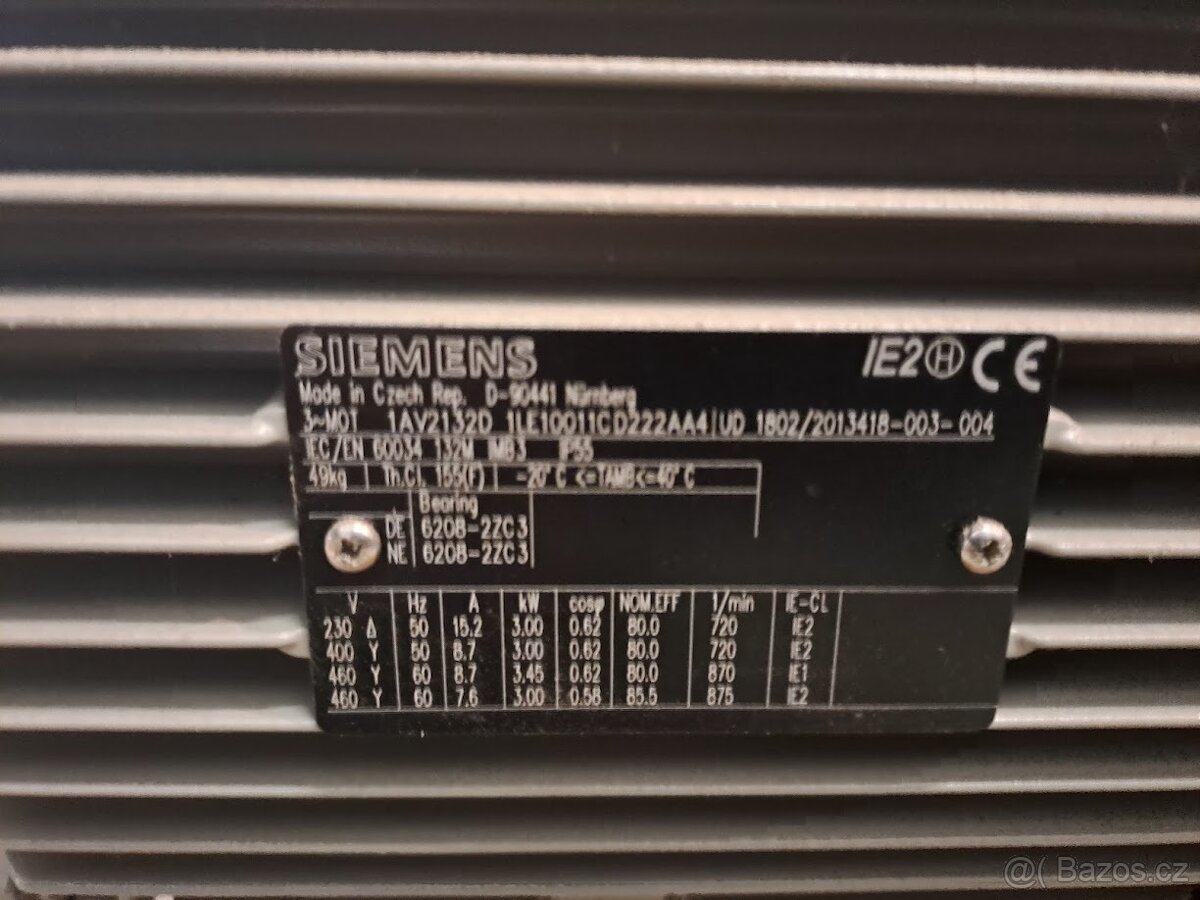 SIEMENS IE2 H CE
Made in Czech Rep. D-90441 Nürnberg
3~MOT 1AV2132D 1LE10011CD222AA4 UD 1802/2013418-003-004
IEC/EN 60034 132M IMB3 IP55
49kg Th.Cl. 155(F) -20°C <=TAMB<=40°C
Bearing
DE 6208-2ZC3
NE 6208-2ZC3
V Hz A kW cosφ NOM.EFF 1/min IE-CL
230 Δ 50 15.2 3.00 0.62 80.0 720 IE2
400 Y 50 8.7 3.00 0.62 80.0 720 IE2
460 Y 60 8.7 3.45 0.62 80.0 870 IE1
460 Y 60 7.6 3.00 0.58 85.5 875 IE2
@( Bazos.cz